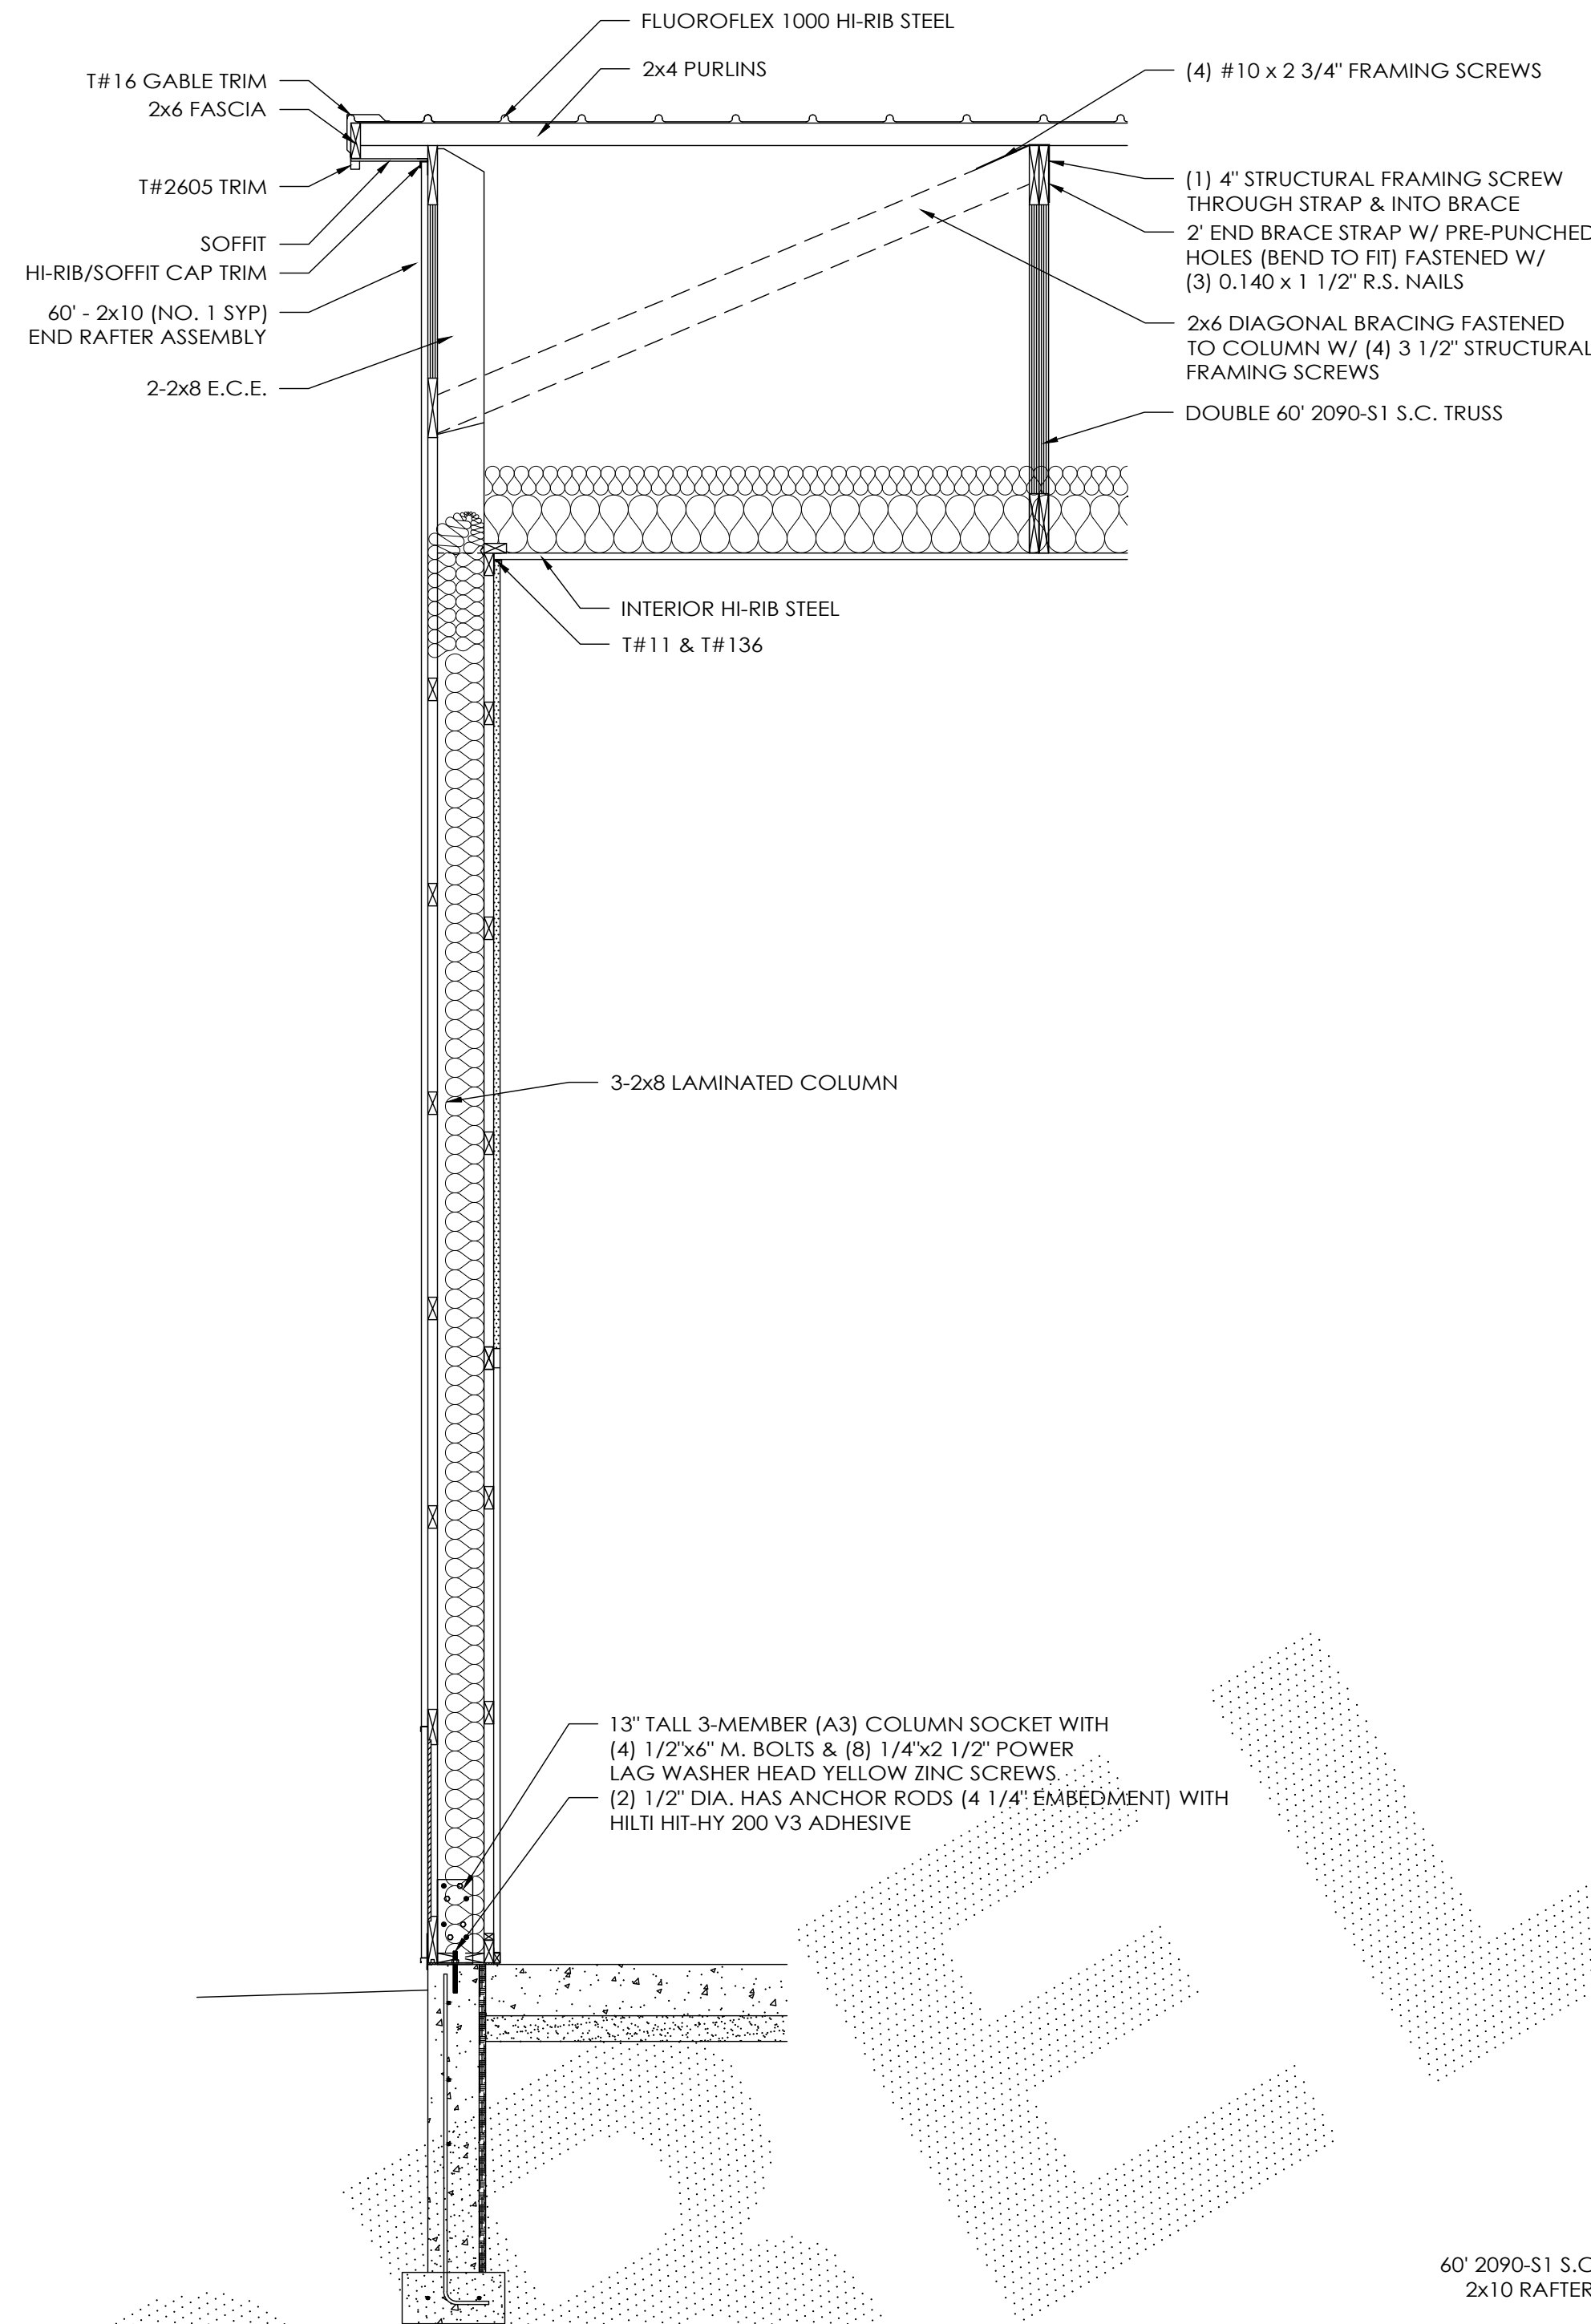 FLUOROFLEX 1000 HI-RIB STEEL
2x4 PURLINS
T#16 GABLE TRIM
2x6 FASCIA
T#2605 TRIM
SOFFIT
HI-RIB/SOFFIT CAP TRIM
60' - 2x10 (NO. 1 SYP)
END RAFTER ASSEMBLY
2-2x8 E.C.E.
(4) #10 x 2 3/4" FRAMING SCREWS
(1) 4" STRUCTURAL FRAMING SCREW
THROUGH STRAP & INTO BRACE
2' END BRACE STRAP W/ PRE-PUNCHED
HOLES (BEND TO FIT) FASTENED W/
(3) 0.140 x 1 1/2" R.S. NAILS
2x6 DIAGONAL BRACING FASTENED
TO COLUMN W/ (4) 3 1/2" STRUCTURAL
FRAMING SCREWS
DOUBLE 60' 2090-S1 S.C. TRUSS
INTERIOR HI-RIB STEEL
T#11 & T#136
3-2x8 LAMINATED COLUMN
13" TALL 3-MEMBER (A3) COLUMN SOCKET WITH
(4) 1/2"x6" M. BOLTS & (8) 1/4"x2 1/2" POWER
LAG WASHER HEAD YELLOW ZINC SCREWS
(2) 1/2" DIA. HAS ANCHOR RODS (4 1/4" EMBEDMENT) WITH
HILTI HIT-HY 200 V3 ADHESIVE
60' 2090-S1 S.C
2x10 RAFTER